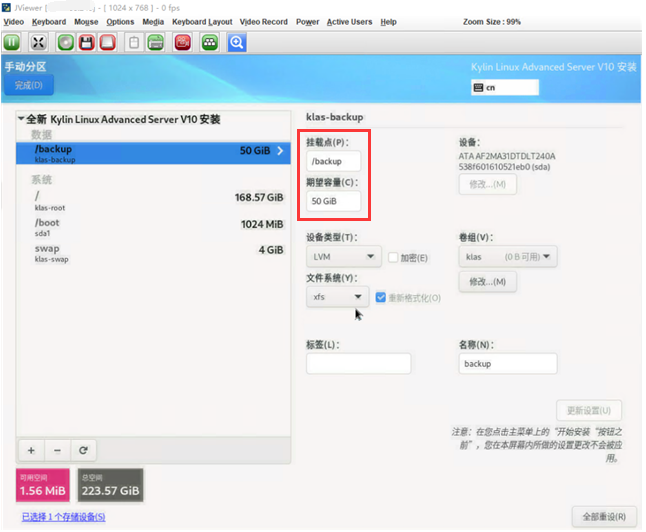 JViewer
- [ 1024 x 768 ] - 0 fps
Video Keyboard Mouse Options Media Keyboard Layout Video Record Power Active Users Help Zoom Size : 99%
手动分区
Kylin Linux Advanced Server V10 安装
完成(D)
cn
全新 Kylin Linux Advanced Server V10 安装
数据
/backup 50 GiB
klas-backup
系统
/ 168.57 GiB
klas-root
/boot 1024 MiB
sda1
swap 4 GiB
klas-swap
+ − ⟳
可用空间
1.56 MiB
总空间
223.57 GiB
已选择 1 个存储设备(S)
klas-backup
挂载点(P):
/backup
期望容量(C):
50 GiB
设备:
ATA AF2MA31DTDLT240A
538f601610521eb0 (sda)
修改...(M)
设备类型(T):
LVM
加密(E)
卷组(V):
klas (0 B 可用)
修改...(M)
文件系统(Y):
xfs
重新格式化(O)
标签(L):
名称(N):
backup
更新设置(U)
注意：在您点击主菜单上的“开始安装“按钮之
前”，您在本屏幕内所做的设置更改不会被应
用。
全部重设(R)